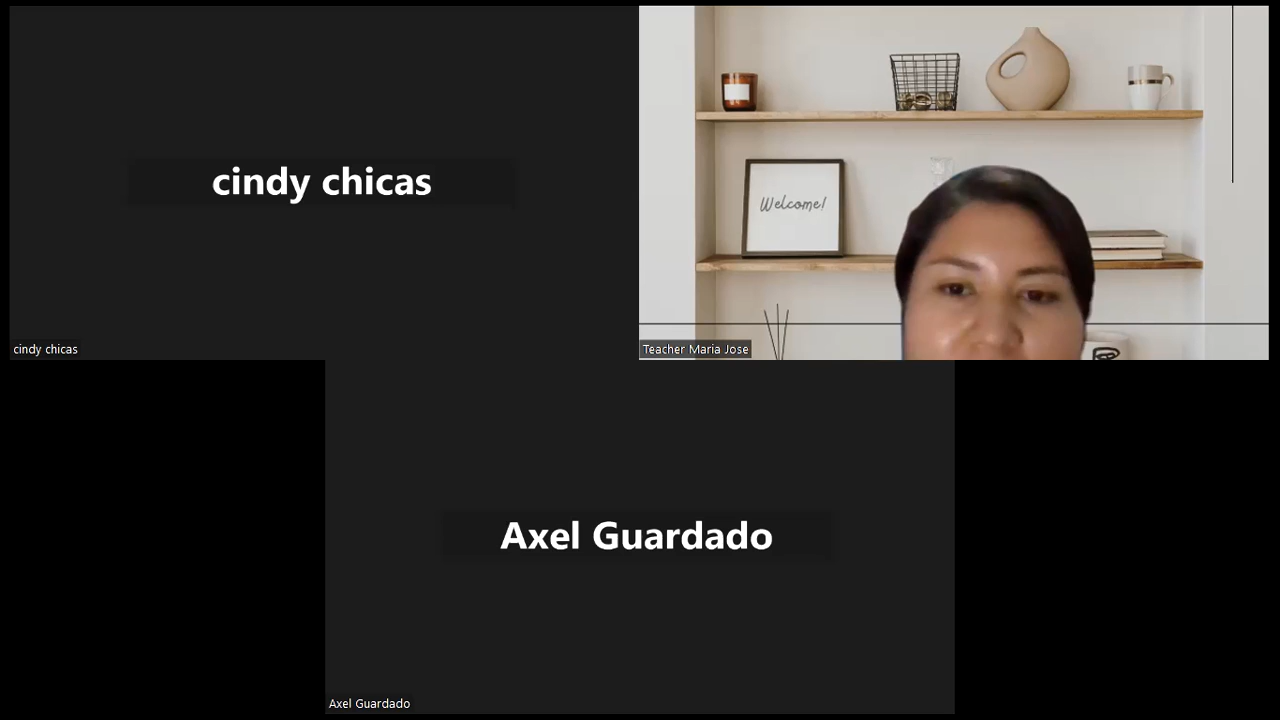 cindy chicas
cindy chicas
Welcome!
Teacher Maria Jose
Axel Guardado
Axel Guardado